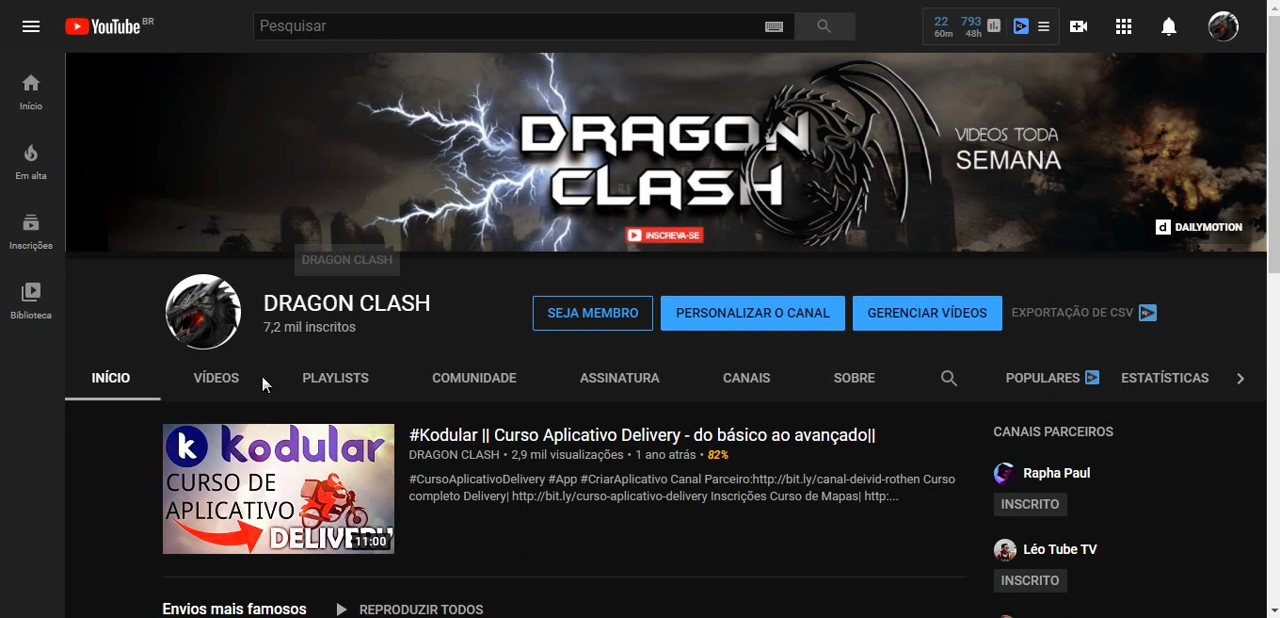 YouTube BR
Pesquisar
22 793
60m 48h
Início
Em alta
Inscrições
Biblioteca
DRAGON
CLASH
VIDEOS TODA
SEMANA
INSCREVA-SE
d DAILYMOTION
DRAGON CLASH
DRAGON CLASH
7,2 mil inscritos
SEJA MEMBRO
PERSONALIZAR O CANAL
GERENCIAR VÍDEOS
EXPORTAÇÃO DE CSV
INÍCIO
VÍDEOS
PLAYLISTS
COMUNIDADE
ASSINATURA
CANAIS
SOBRE
POPULARES
ESTATÍSTICAS
k kodular
CURSO DE
APLICATIVO
DELIVERY
11:00
#Kodular || Curso Aplicativo Delivery - do básico ao avançado||
DRAGON CLASH • 2,9 mil visualizações • 1 ano atrás • 82%
#CursoAplicativoDelivery #App #CriarAplicativo Canal Parceiro:http://bit.ly/canal-deivid-rothen Curso
completo Delivery| http://bit.ly/curso-aplicativo-delivery Inscrições Curso de Mapas| http:...
CANAIS PARCEIROS
Rapha Paul
INSCRITO
Léo Tube TV
INSCRITO
Envios mais famosos
REPRODUZIR TODOS